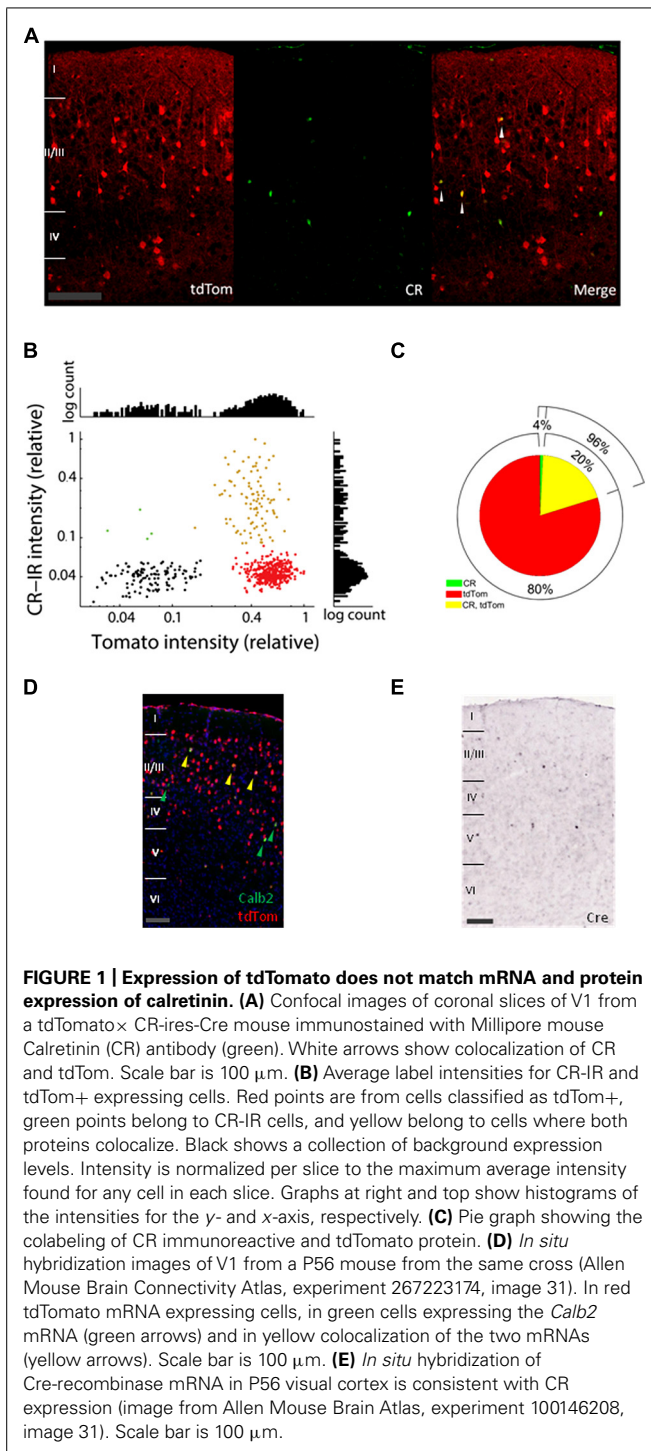 A
I
II/III
IV
tdTom
CR
Merge
B
log count
CR–IR intensity (relative)
1
0.4
0.1
0.04
0.04
0.1
0.4
1
Tomato intensity (relative)
log count
C
4%
96%
20%
80%
CR
tdTom
CR, tdTom
D
I
II/III
IV
V
VI
Calb2
tdTom
E
I
II/III
IV
V
VI
Cre
FIGURE 1 | Expression of tdTomato does not match mRNA and protein
expression of calretinin. (A) Confocal images of coronal slices of V1 from
a tdTomato× CR-ires-Cre mouse immunostained with Millipore mouse
Calretinin (CR) antibody (green). White arrows show colocalization of CR
and tdTom. Scale bar is 100 μm. (B) Average label intensities for CR-IR and
tdTom+ expressing cells. Red points are from cells classified as tdTom+,
green points belong to CR-IR cells, and yellow belong to cells where both
proteins colocalize. Black shows a collection of background expression
levels. Intensity is normalized per slice to the maximum average intensity
found for any cell in each slice. Graphs at right and top show histograms of
the intensities for the y- and x-axis, respectively. (C) Pie graph showing the
colabeling of CR immunoreactive and tdTomato protein. (D) In situ
hybridization images of V1 from a P56 mouse from the same cross (Allen
Mouse Brain Connectivity Atlas, experiment 267223174, image 31). In red
tdTomato mRNA expressing cells, in green cells expressing the Calb2
mRNA (green arrows) and in yellow colocalization of the two mRNAs
(yellow arrows). Scale bar is 100 μm. (E) In situ hybridization of
Cre-recombinase mRNA in P56 visual cortex is consistent with CR
expression (image from Allen Mouse Brain Atlas, experiment 100146208,
image 31). Scale bar is 100 μm.